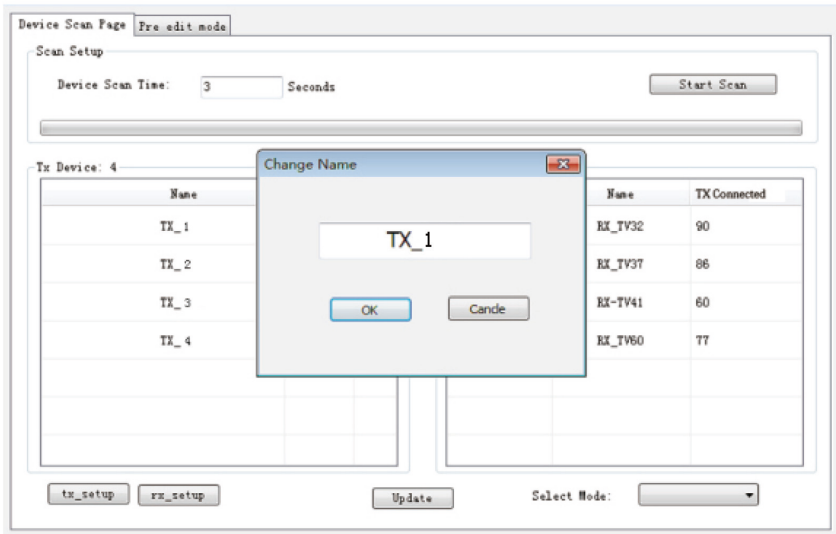 Device Scan Page Pre edit mode
Scan Setup
Device Scan Time: 3 Seconds Start Scan
Tx Device: 4
Name
TX_1
TX_2
TX_3
TX_4
Change Name
TX_1
OK Cancle
Name TX Connected
RX_TV32 90
RX_TV37 86
RX-TV41 60
RX_TV60 77
tx_setup rx_setup Update Select Mode: